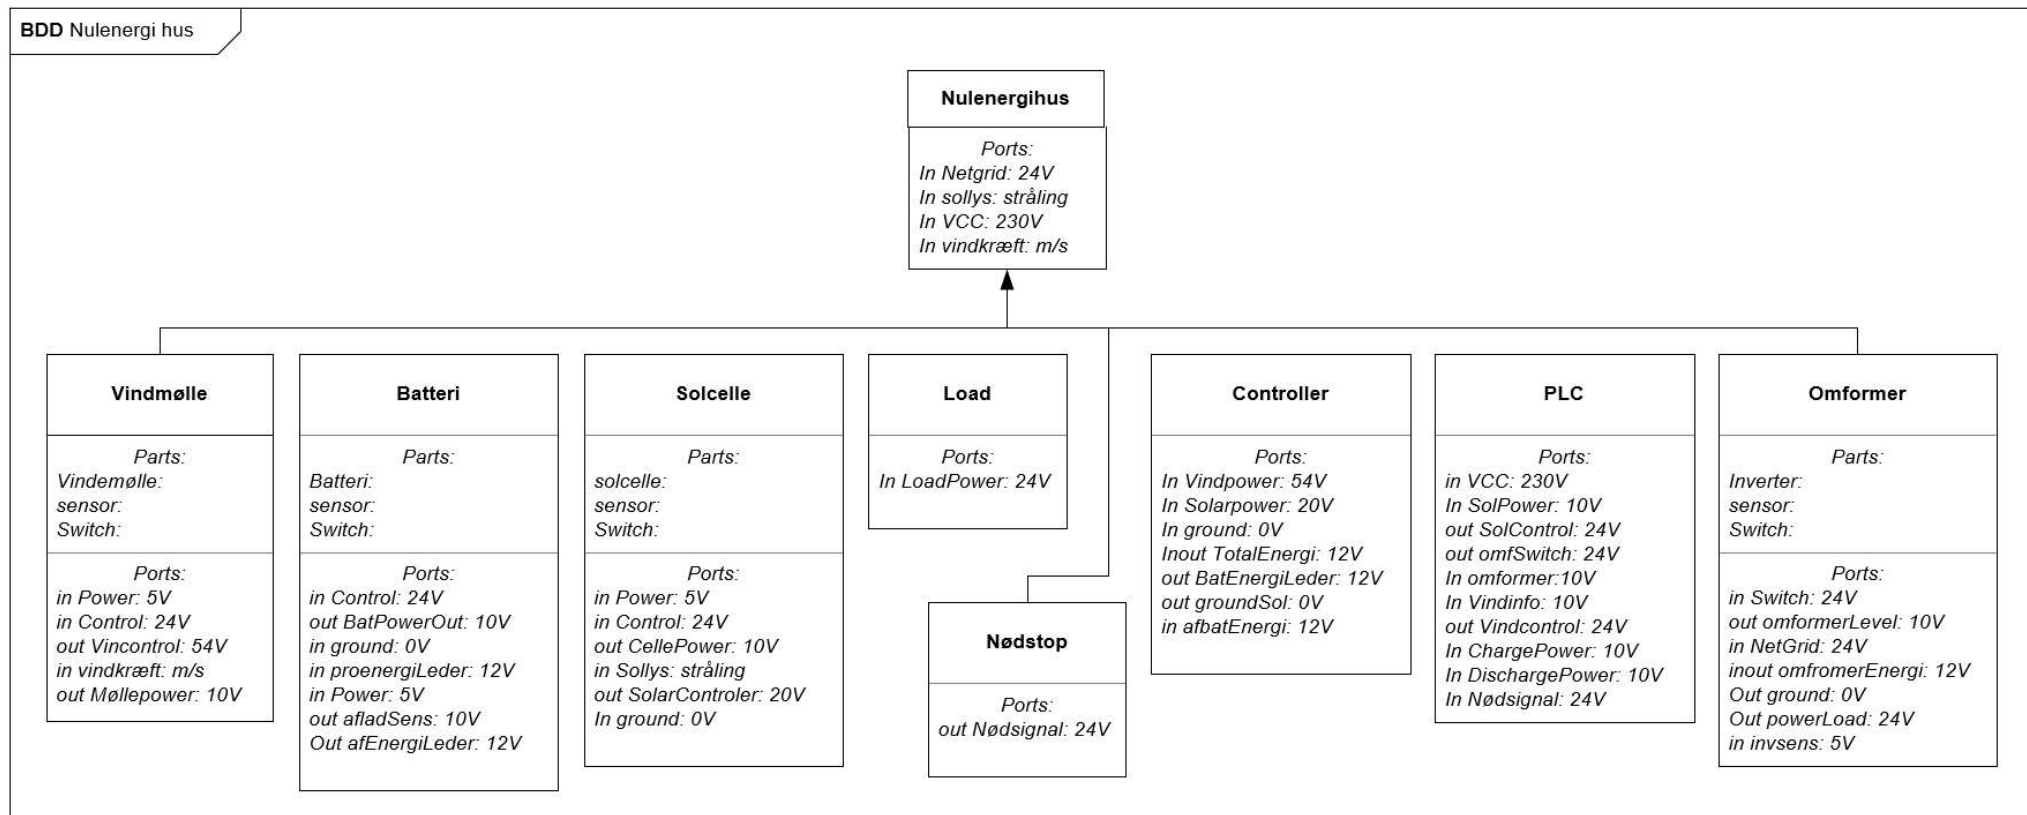 BDD Nulenergi hus
Nulenergihus
Ports:
In Netgrid: 24V
In sollys: stråling
In VCC: 230V
In vindkræft: m/s
Vindmølle
Parts:
Vindemølle:
sensor:
Switch:
Ports:
in Power: 5V
in Control: 24V
out Vincontrol: 54V
in vindkræft: m/s
out Møllepower: 10V
Batteri
Parts:
Batteri:
sensor:
Switch:
Ports:
in Control: 24V
out BatPowerOut: 10V
in ground: 0V
in proenergiLeder: 12V
in Power: 5V
out afladSens: 10V
Out afEnergiLeder: 12V
Solcelle
Parts:
solcelle:
sensor:
Switch:
Ports:
in Power: 5V
in Control: 24V
out CellePower: 10V
in Sollys: stråling
out SolarControler: 20V
In ground: 0V
Load
Ports:
In LoadPower: 24V
Nødstop
Ports:
out Nødsignal: 24V
Controller
Ports:
In Vindpower: 54V
In Solarpower: 20V
In ground: 0V
Inout TotalEnergi: 12V
out BatEnergiLeder: 12V
out groundSol: 0V
in afbatEnergi: 12V
PLC
Ports:
in VCC: 230V
In SolPower: 10V
out SolControl: 24V
out omfSwitch: 24V
In omformer:10V
In Vindinfo: 10V
out Vindcontrol: 24V
In ChargePower: 10V
In DischargePower: 10V
In Nødsignal: 24V
Omformer
Parts:
Inverter:
sensor:
Switch:
Ports:
in Switch: 24V
out omformerLevel: 10V
in NetGrid: 24V
inout omfromerEnergi: 12V
Out ground: 0V
Out powerLoad: 24V
in invsens: 5V